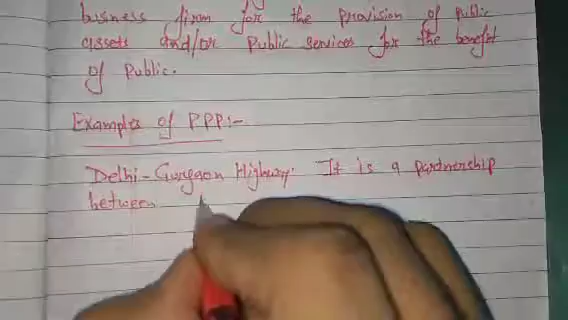 business firm for the provision of public
assets and/or Public services for the benefit
of Public.
Examples of PPP:-
Delhi-Gurgaon Highway. It is a partnership
between